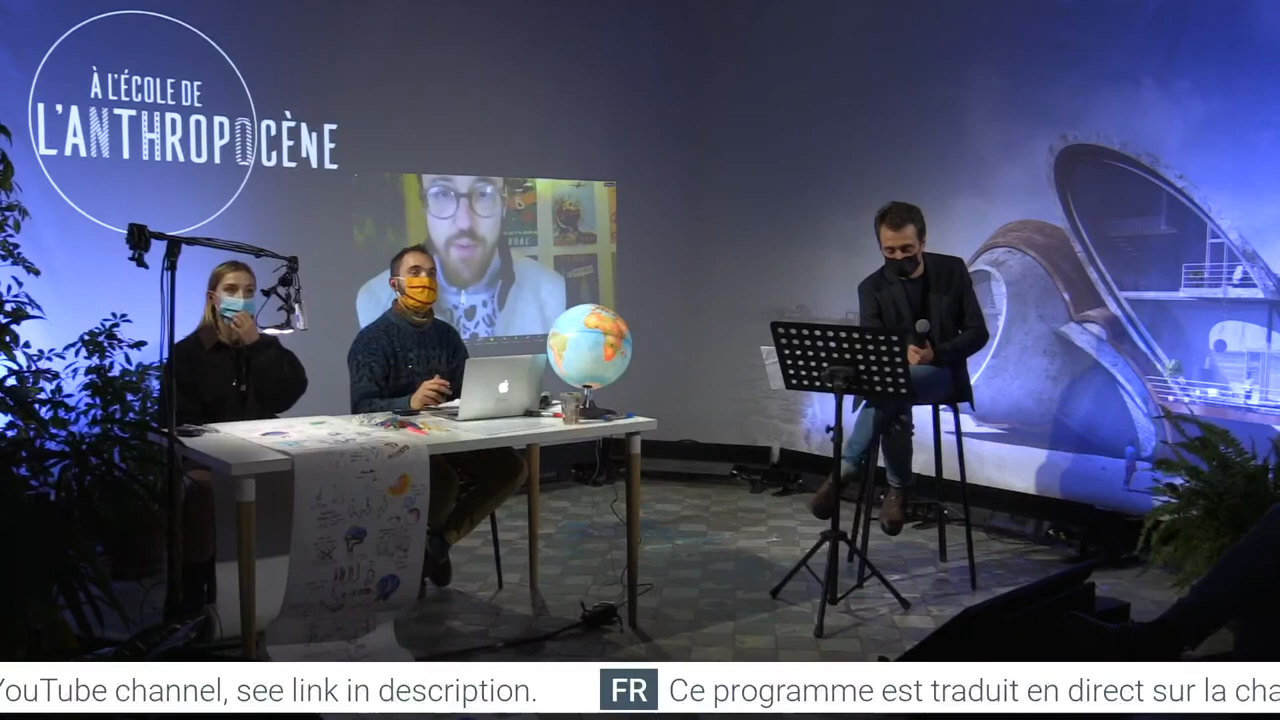 À L'ÉCOLE DE
L'ANTHROPOCÈNE
YouTube channel, see link in description.
FR Ce programme est traduit en direct sur la cha